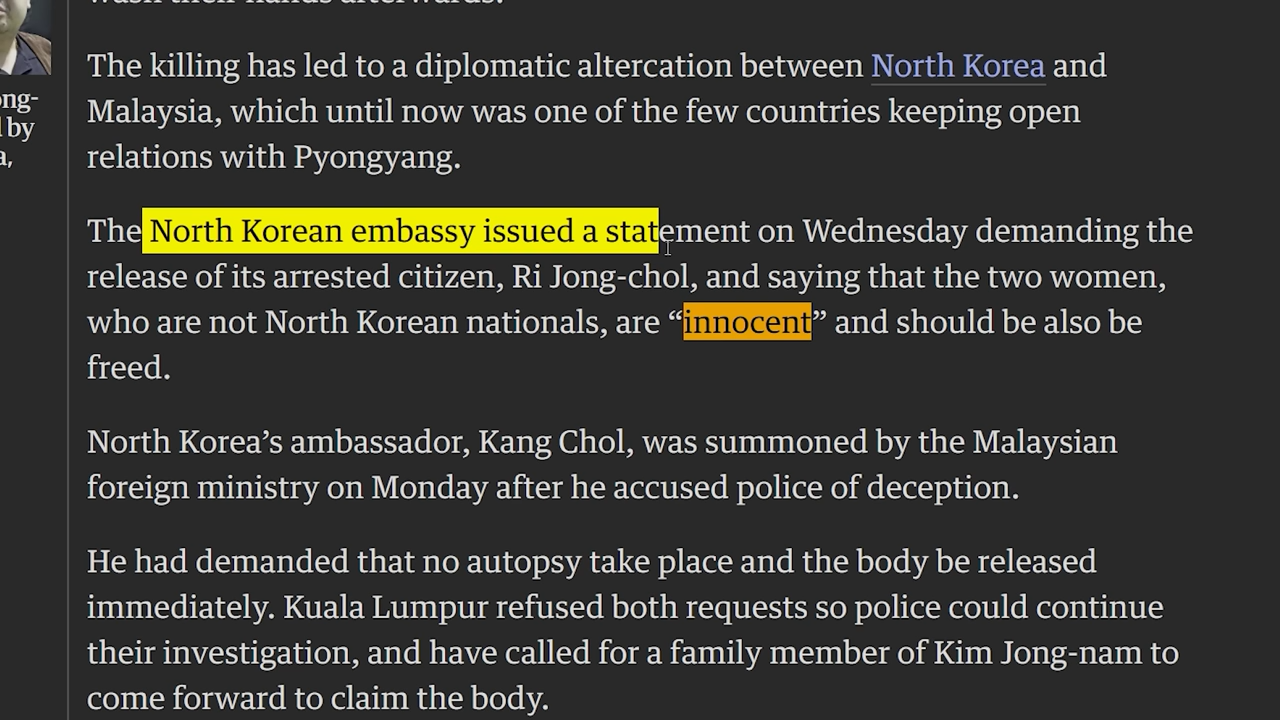 wash their hands afterwards.
ong-
by
a,
The killing has led to a diplomatic altercation between North Korea and
Malaysia, which until now was one of the few countries keeping open
relations with Pyongyang.
The North Korean embassy issued a statement on Wednesday demanding the
release of its arrested citizen, Ri Jong-chol, and saying that the two women,
who are not North Korean nationals, are “innocent” and should be also be
freed.
North Korea’s ambassador, Kang Chol, was summoned by the Malaysian
foreign ministry on Monday after he accused police of deception.
He had demanded that no autopsy take place and the body be released
immediately. Kuala Lumpur refused both requests so police could continue
their investigation, and have called for a family member of Kim Jong-nam to
come forward to claim the body.